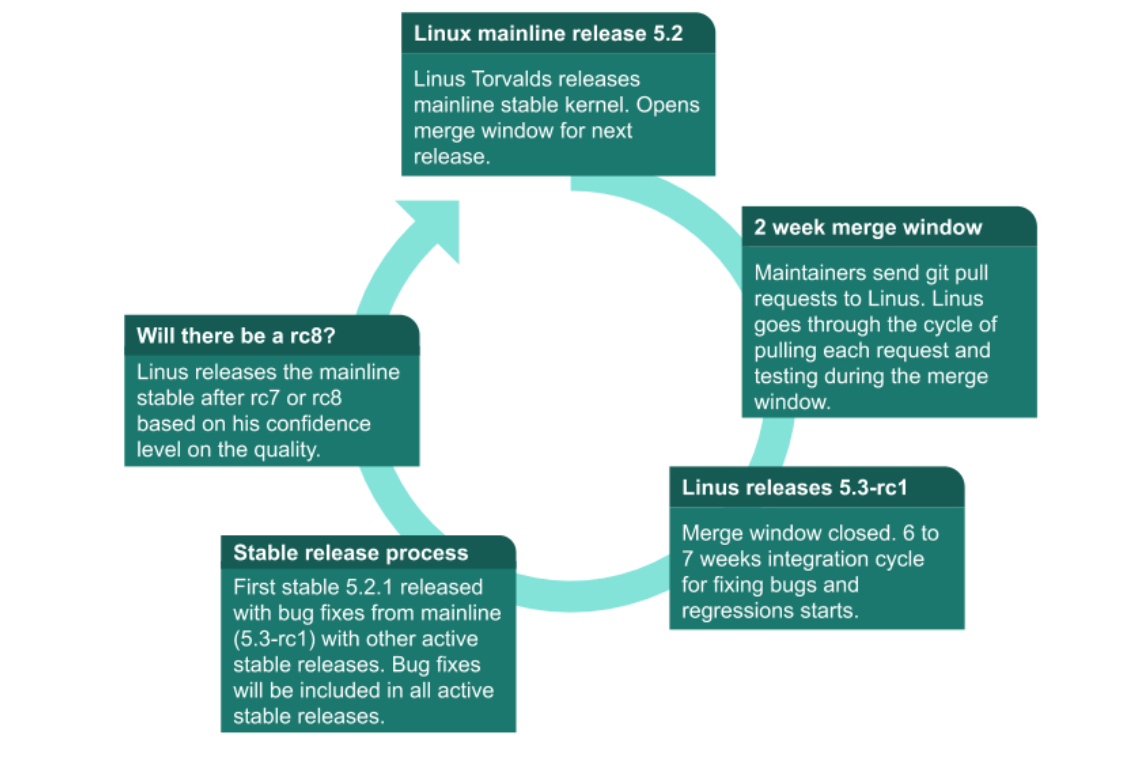 Linux mainline release 5.2
Linus Torvalds releases
mainline stable kernel. Opens
merge window for next
release.
2 week merge window
Maintainers send git pull
requests to Linus. Linus
goes through the cycle of
pulling each request and
testing during the merge
window.
Linus releases 5.3-rc1
Merge window closed. 6 to
7 weeks integration cycle
for fixing bugs and
regressions starts.
Stable release process
First stable 5.2.1 released
with bug fixes from mainline
(5.3-rc1) with other active
stable releases. Bug fixes
will be included in all active
stable releases.
Will there be a rc8?
Linus releases the mainline
stable after rc7 or rc8
based on his confidence
level on the quality.